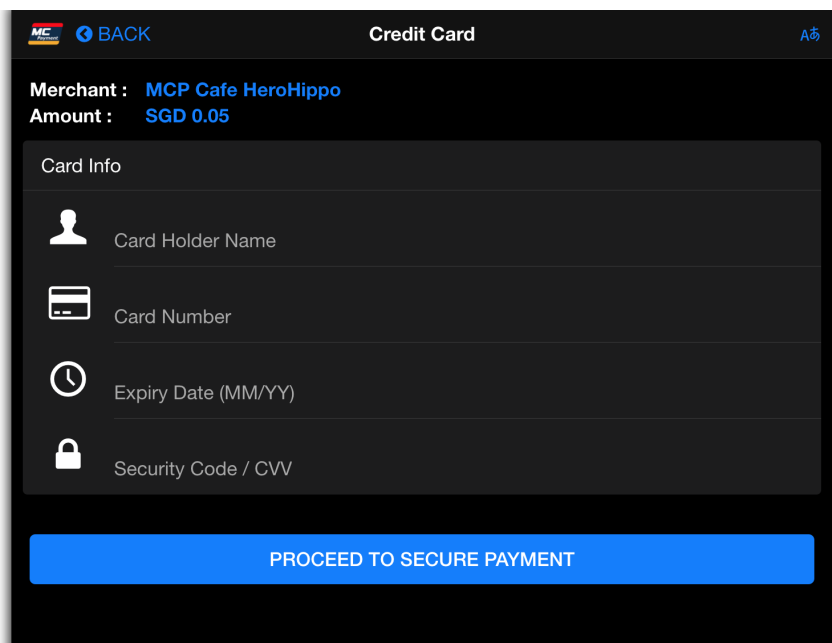 MC
Payment
BACK
Credit Card
Aあ
Merchant : MCP Cafe HeroHippo
Amount : SGD 0.05
Card Info
Card Holder Name
Card Number
Expiry Date (MM/YY)
Security Code / CVV
PROCEED TO SECURE PAYMENT